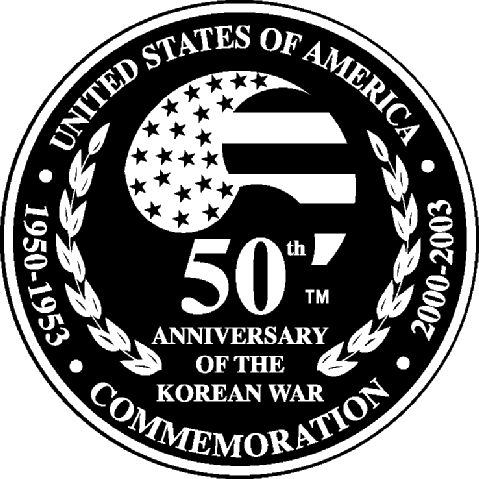 UNITED STATES OF AMERICA
1950-1953
2000-2003
50th
TM
ANNIVERSARY
OF THE
KOREAN WAR
COMMEMORATION